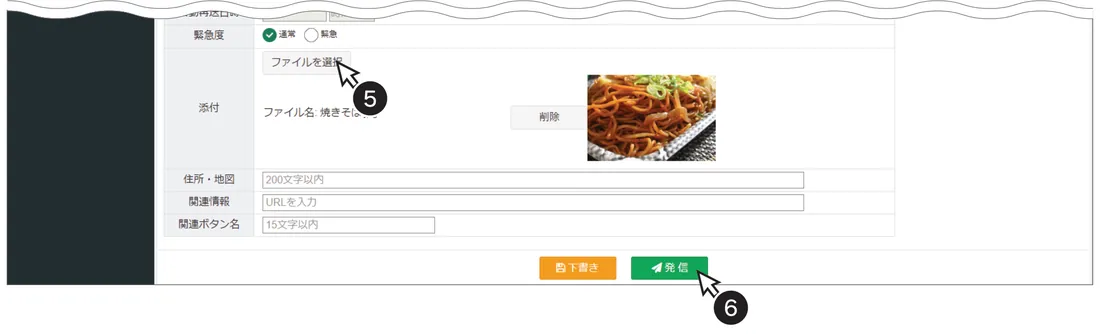 緊急度 通常 緊急
ファイルを選択
5
添付
ファイル名: 焼きそば
削除
住所・地図 200文字以内
関連情報 URLを入力
関連ボタン名 15文字以内
下書き 発信
6